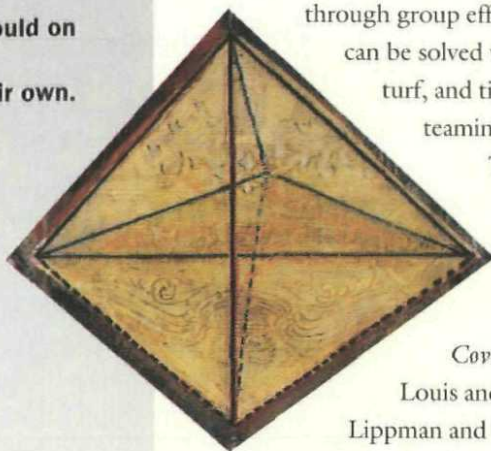 ould on
ir own.
through group eff
can be solved
turf, and ti
teamin
Cov
Louis and
Lippman and